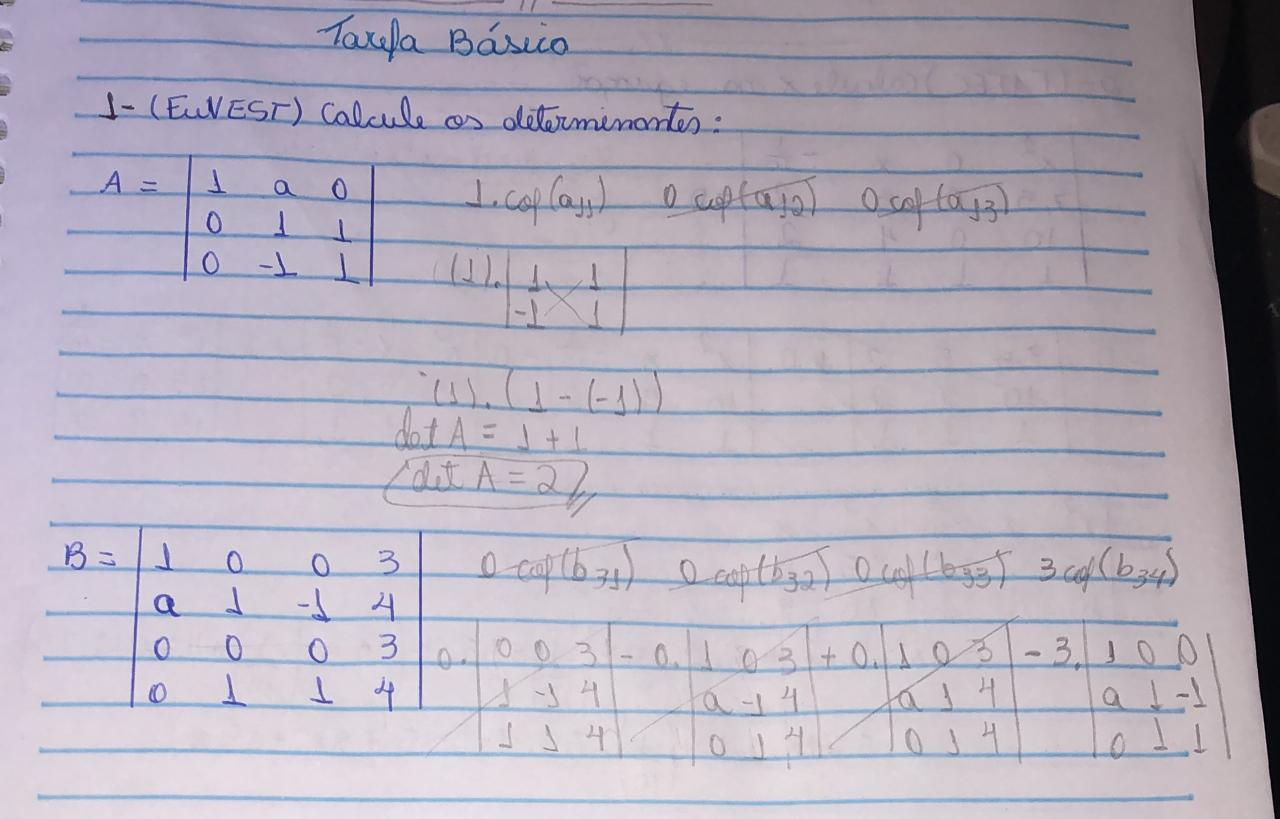 Tarefa Básica
1- (FUVEST) Calcule os determinantes:
A = | 1 a 0 | 1.cof(a11) 0 cof(a12) 0 cof(a13)
| 0 1 1 |
| 0 -1 1 | (1). | 1 1 |
| -1 1 |
(1).(1-(-1))
det A = 1+1
det A = 2//
B = | 1 0 0 3 | 0 cof(b31) 0 cof(b32) 0 cof(b33) 3 cof(b34)
| a 1 -1 4 |
| 0 0 0 3 | 0. | 0 0 3 | - 0. | 1 0 3 | + 0. | 1 0 3 | - 3. | 1 0 0 |
| 0 1 1 4 | | 1 -1 4 | | a -1 4 | | a 1 4 | | a 1 -1 |
| 1 1 4 | | 0 1 4 | | 0 1 4 | | 0 1 1 |